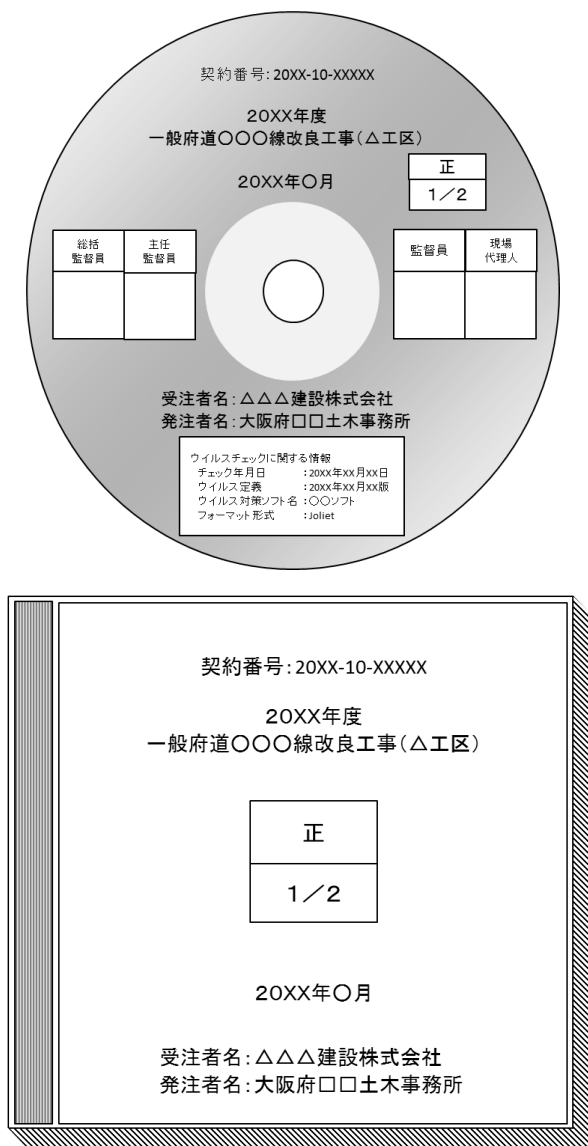 契約番号:20XX-10-XXXXX
20XX年度
一般府道〇〇〇線改良工事(△工区)
20XX年〇月
正
1/2
総括
監督員
主任
監督員
監督員
現場
代理人
受注者名:△△△建設株式会社
発注者名:大阪府□□土木事務所
ウイルスチェックに関する情報
チェック年月日 :20XX年XX月XX日
ウイルス定義 :20XX年XX月XX版
ウイルス対策ソフト名:〇〇ソフト
フォーマット形式 :Joliet
契約番号:20XX-10-XXXXX
20XX年度
一般府道〇〇〇線改良工事(△工区)
正
1/2
20XX年〇月
受注者名:△△△建設株式会社
発注者名:大阪府□□土木事務所